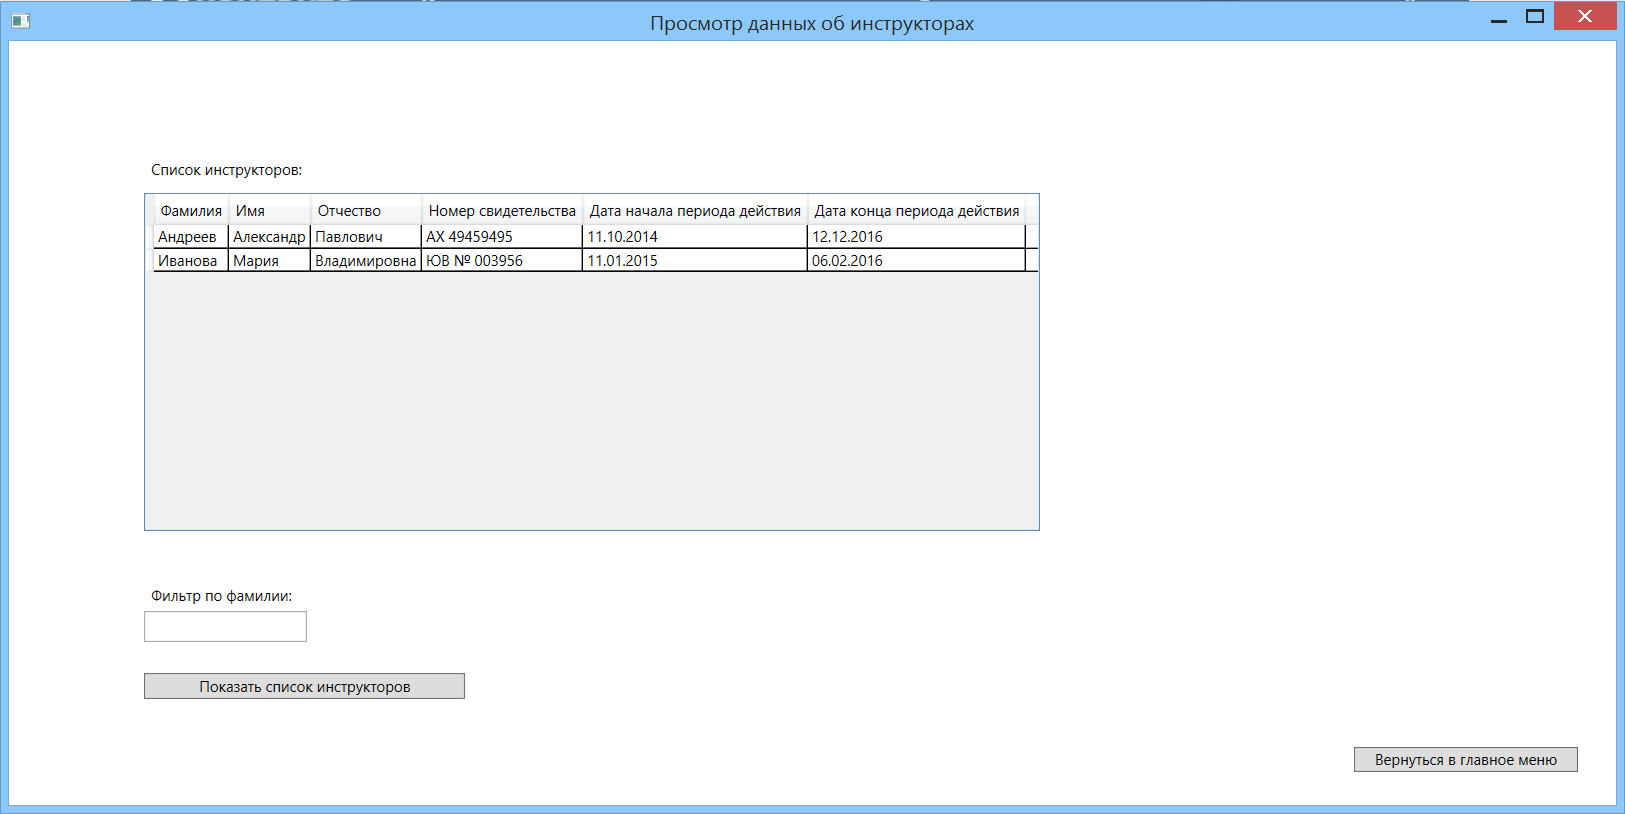 Просмотр данных об инструкторах
Список инструкторов:
Фамилия Имя Отчество Номер свидетельства Дата начала периода действия Дата конца периода действия
Андреев Александр Павлович АХ 49459495 11.10.2014 12.12.2016
Иванова Мария Владимировна ЮВ № 003956 11.01.2015 06.02.2016
Фильтр по фамилии:
Показать список инструкторов
Вернуться в главное меню